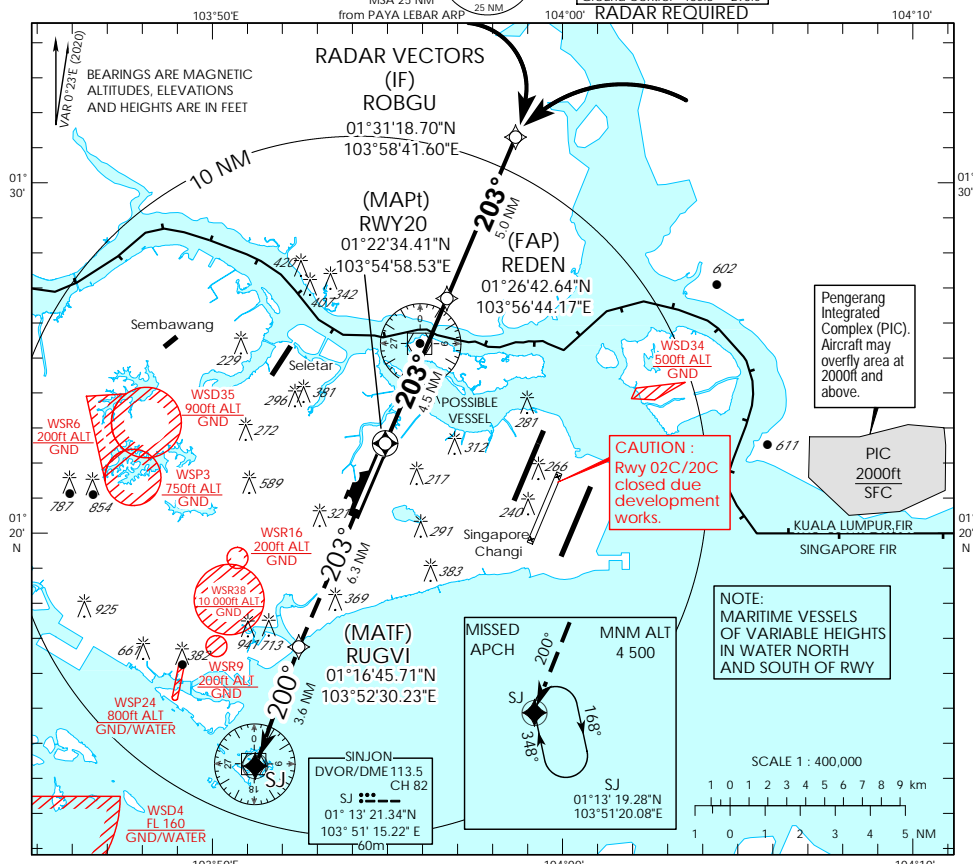 103°50'E
MSA 25 NM
from PAYA LEBAR ARP
25 NM
104°00'
RADAR REQUIRED
104°10'
VAR 0°23'E (2020)
BEARINGS ARE MAGNETIC
ALTITUDES, ELEVATIONS
AND HEIGHTS ARE IN FEET
RADAR VECTORS
(IF)
ROBGU
01°31'18.70"N
103°58'41.60"E
10 NM
01°
30'
01°
30'
203°
5.0 NM
(MAPt)
RWY20
01°22'34.41"N
103°54'58.53"E
(FAP)
REDEN
01°26'42.64"N
103°56'44.17"E
602
420
407
342
Sembawang
229
Seletar
296
381
0
27
9
203°
4.5 NM
POSSIBLE
VESSEL
WSD34
500ft ALT
GND
Pengerang
Integrated
Complex (PIC).
Aircraft may
overfly area at
2000ft and
above.
WSD35
900ft ALT
GND
WSR6
200ft ALT
GND
WSP3
750ft ALT
GND
272
589
787
854
281
312
217
266
240
611
CAUTION :
Rwy 02C/20C
closed due
development
works.
PIC
2000ft
SFC
321
291
Singapore
Changi
KUALA LUMPUR FIR
SINGAPORE FIR
01°
20'
N
01°
20'
N
WSR16
200ft ALT
GND
203°
6.3 NM
383
369
WSR38
10 000ft ALT
GND
925
941
713
661
382
WSR9
200ft ALT
GND
WSP24
800ft ALT
GND/WATER
(MATF)
RUGVI
01°16'45.71"N
103°52'30.23"E
200°
3.6 NM
NOTE:
MARITIME VESSELS
OF VARIABLE HEIGHTS
IN WATER NORTH
AND SOUTH OF RWY
MISSED
APCH
MNM ALT
4 500
200°
SJ
168°
348°
SJ
01°13' 19.28"N
103°51'20.08"E
0
27
9
18
SJ
SINJON
DVOR/DME 113.5
CH 82
SJ
01° 13' 21.34"N
103° 51' 15.22" E
60m
WSD4
FL 160
GND/WATER
SCALE 1 : 400,000
1 0 1 2 3 4 5 6 7 8 9 km
1 0 1 2 3 4 5 NM
103°50'E
104°00'
104°10'